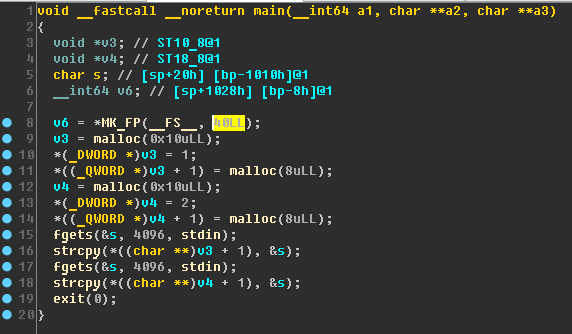 1 void __fastcall __noreturn main(__int64 a1, char **a2, char **a3)
2 {
3 void *v3; // ST10_8@1
4 void *v4; // ST18_8@1
5 char s; // [sp+20h] [bp-1010h]@1
6 __int64 v6; // [sp+1028h] [bp-8h]@1
7
8 v6 = *MK_FP(__FS__, 40LL);
9 v3 = malloc(0x10uLL);
10 *(_DWORD *)v3 = 1;
11 *((_QWORD *)v3 + 1) = malloc(8uLL);
12 v4 = malloc(0x10uLL);
13 *(_DWORD *)v4 = 2;
14 *((_QWORD *)v4 + 1) = malloc(8uLL);
15 fgets(&s, 4096, stdin);
16 strcpy(*((char **)v3 + 1), &s);
17 fgets(&s, 4096, stdin);
18 strcpy(*((char **)v4 + 1), &s);
19 exit(0);
20 }